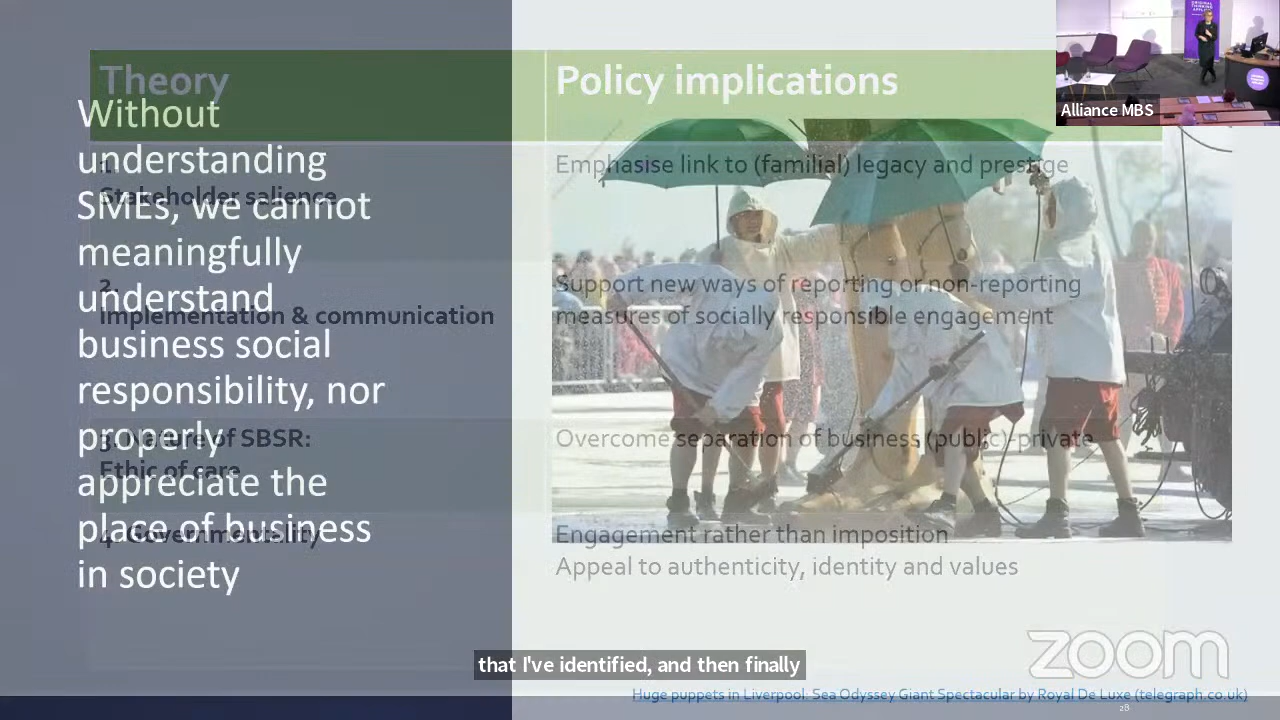 Theory
Policy implications
Without
understanding
SMEs, we cannot
meaningfully
understand
business social
responsibility, nor
properly
appreciate the
place of business
in society
1.
Stakeholder salience
Emphasise link to (familial) legacy and prestige
2.
Implementation & communication
Support new ways of reporting or non-reporting
measures of socially responsible engagement
3. Nature of SBSR:
Ethic of care
Overcome separation of business (public)-private
4. Governmentality
Engagement rather than imposition
Appeal to authenticity, identity and values
ORIGINAL
THINKING
APPLIED
Alliance MBS
that I've identified, and then finally
zoom
Huge puppets in Liverpool: Sea Odyssey Giant Spectacular by Royal De Luxe (telegraph.co.uk)
28